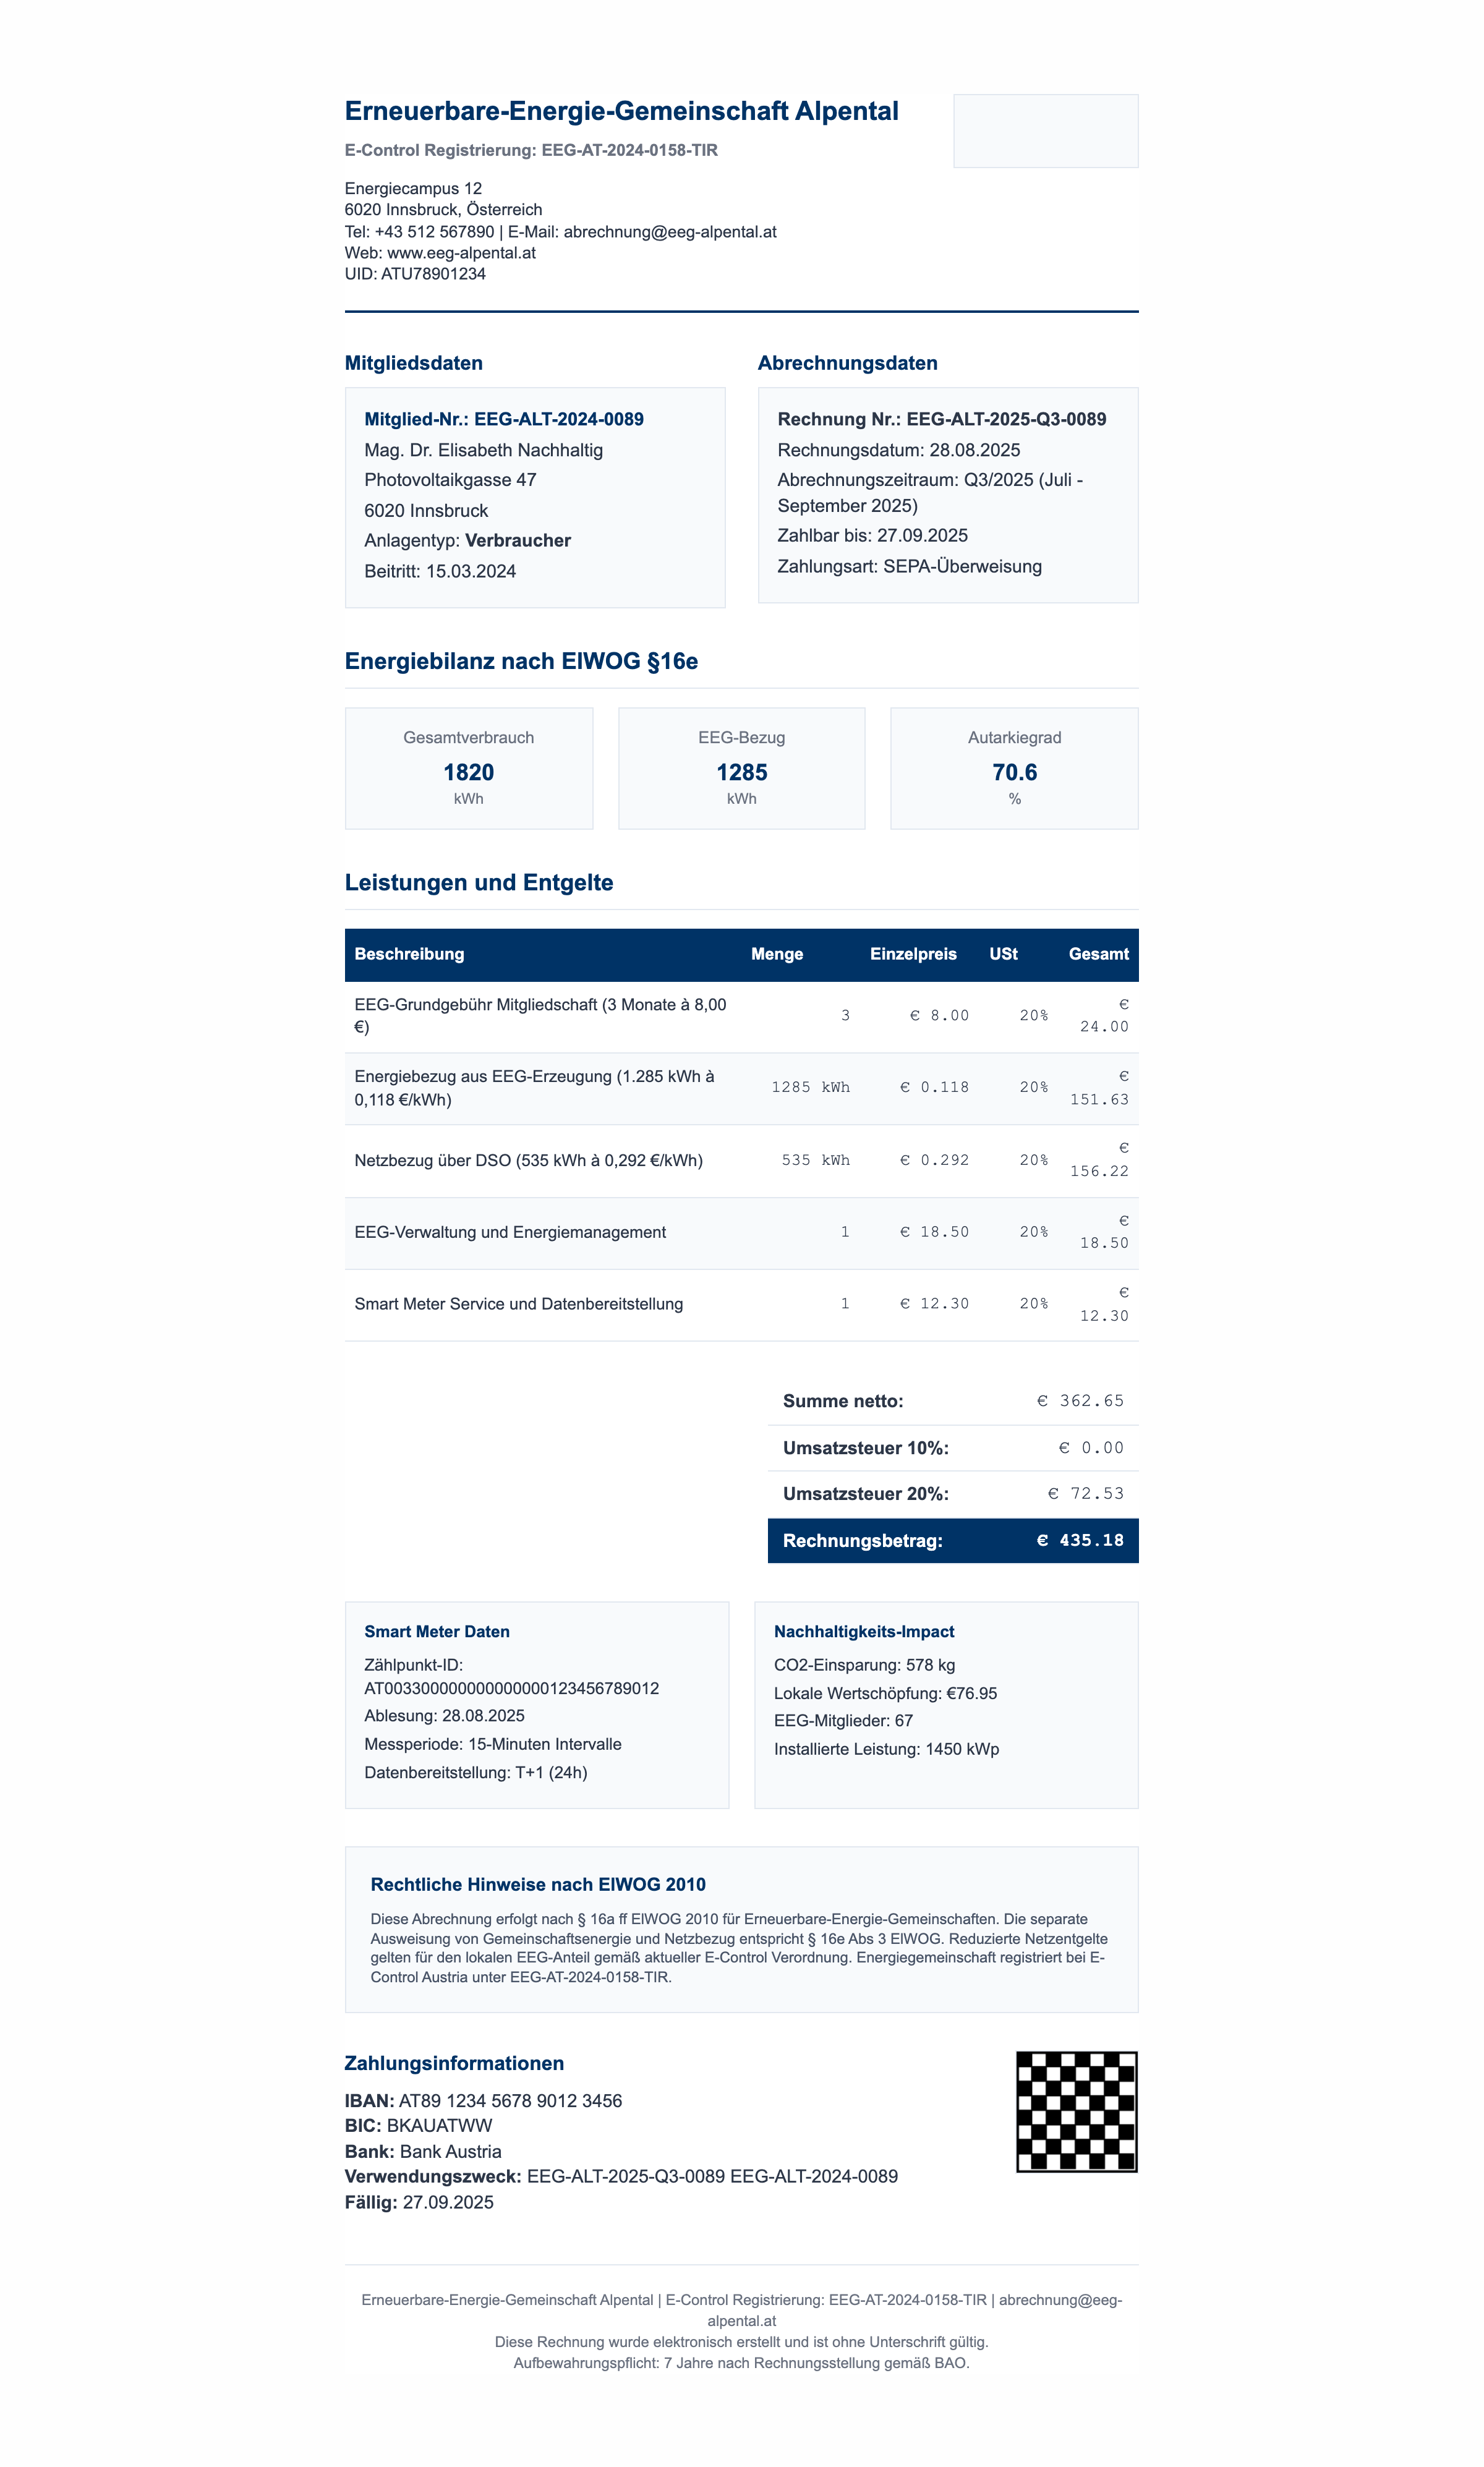 Erneuerbare-Energie-Gemeinschaft Alpental
E-Control Registrierung: EEG-AT-2024-0158-TIR
Energiecampus 12
6020 Innsbruck, Österreich
Tel: +43 512 567890 | E-Mail: abrechnung@eeg-alpental.at
Web: www.eeg-alpental.at
UID: ATU78901234
Mitgliedsdaten
Mitglied-Nr.: EEG-ALT-2024-0089
Mag. Dr. Elisabeth Nachhaltig
Photovoltaikgasse 47
6020 Innsbruck
Anlagentyp: Verbraucher
Beitritt: 15.03.2024
Abrechnungsdaten
Rechnung Nr.: EEG-ALT-2025-Q3-0089
Rechnungsdatum: 28.08.2025
Abrechnungszeitraum: Q3/2025 (Juli -
September 2025)
Zahlbar bis: 27.09.2025
Zahlungsart: SEPA-Überweisung
Energiebilanz nach ElWOG §16e
Gesamtverbrauch
1820
kWh
EEG-Bezug
1285
kWh
Autarkiegrad
70.6
%
Leistungen und Entgelte
Beschreibung Menge Einzelpreis USt Gesamt
EEG-Grundgebühr Mitgliedschaft (3 Monate à 8,00
€) 3 € 8.00 20% €
24.00
Energiebezug aus EEG-Erzeugung (1.285 kWh à
0,118 €/kWh) 1285 kWh € 0.118 20% €
151.63
Netzbezug über DSO (535 kWh à 0,292 €/kWh) 535 kWh € 0.292 20% €
156.22
EEG-Verwaltung und Energiemanagement 1 € 18.50 20% €
18.50
Smart Meter Service und Datenbereitstellung 1 € 12.30 20% €
12.30
Summe netto: € 362.65
Umsatzsteuer 10%: € 0.00
Umsatzsteuer 20%: € 72.53
Rechnungsbetrag: € 435.18
Smart Meter Daten
Zählpunkt-ID:
AT0033000000000000123456789012
Ablesung: 28.08.2025
Messperiode: 15-Minuten Intervalle
Datenbereitstellung: T+1 (24h)
Nachhaltigkeits-Impact
CO2-Einsparung: 578 kg
Lokale Wertschöpfung: €76.95
EEG-Mitglieder: 67
Installierte Leistung: 1450 kWp
Rechtliche Hinweise nach ElWOG 2010
Diese Abrechnung erfolgt nach § 16a ff ElWOG 2010 für Erneuerbare-Energie-Gemeinschaften. Die separate
Ausweisung von Gemeinschaftsenergie und Netzbezug entspricht § 16e Abs 3 ElWOG. Reduzierte Netzentgelte
gelten für den lokalen EEG-Anteil gemäß aktueller E-Control Verordnung. Energiegemeinschaft registriert bei E-
Control Austria unter EEG-AT-2024-0158-TIR.
Zahlungsinformationen
IBAN: AT89 1234 5678 9012 3456
BIC: BKAUATWW
Bank: Bank Austria
Verwendungszweck: EEG-ALT-2025-Q3-0089 EEG-ALT-2024-0089
Fällig: 27.09.2025
Erneuerbare-Energie-Gemeinschaft Alpental | E-Control Registrierung: EEG-AT-2024-0158-TIR | abrechnung@eeg-
alpental.at
Diese Rechnung wurde elektronisch erstellt und ist ohne Unterschrift gültig.
Aufbewahrungspflicht: 7 Jahre nach Rechnungsstellung gemäß BAO.